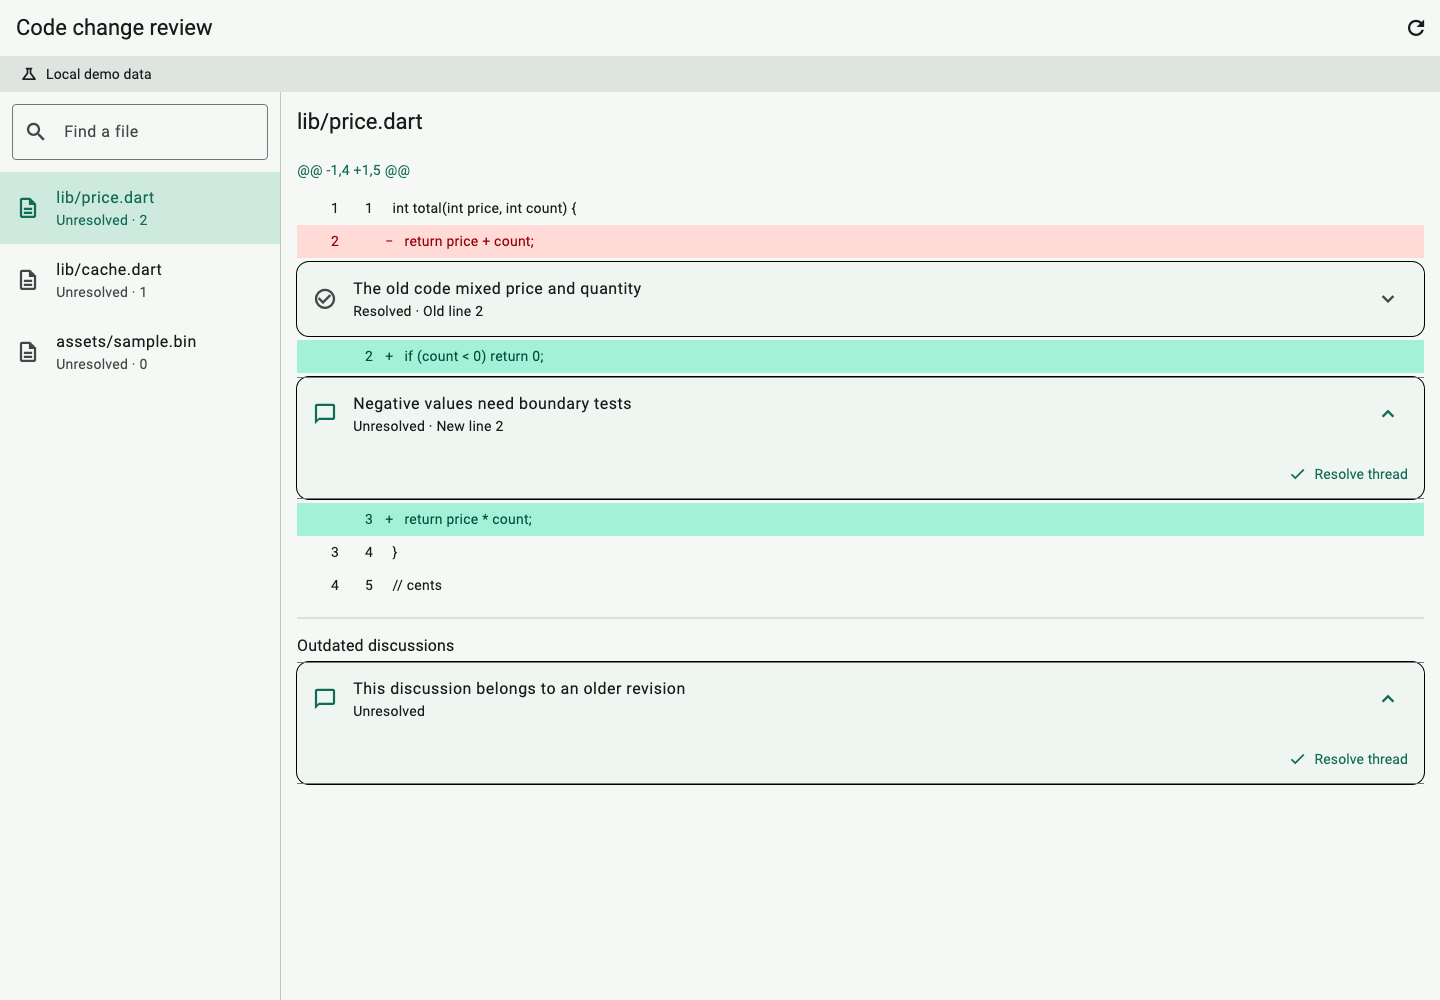 Code change review
Local demo data
Find a file
lib/price.dart
Unresolved · 2
lib/cache.dart
Unresolved · 1
assets/sample.bin
Unresolved · 0
lib/price.dart
@@ -1,4 +1,5 @@
1 1 int total(int price, int count) {
2 − return price + count;
The old code mixed price and quantity
Resolved · Old line 2
2 + if (count < 0) return 0;
Negative values need boundary tests
Unresolved · New line 2
Resolve thread
3 + return price * count;
3 4 }
4 5 // cents
Outdated discussions
This discussion belongs to an older revision
Unresolved
Resolve thread